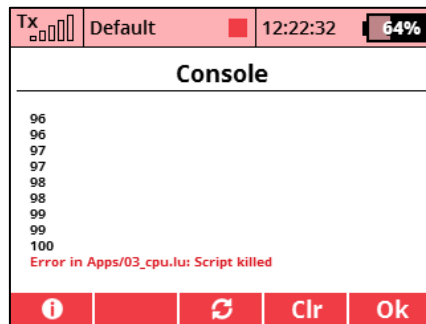 Tx Default 12:22:32 64%
Console
96
96
97
97
98
98
99
99
100
Error in Apps/03_cpu.lu: Script killed
Clr Ok